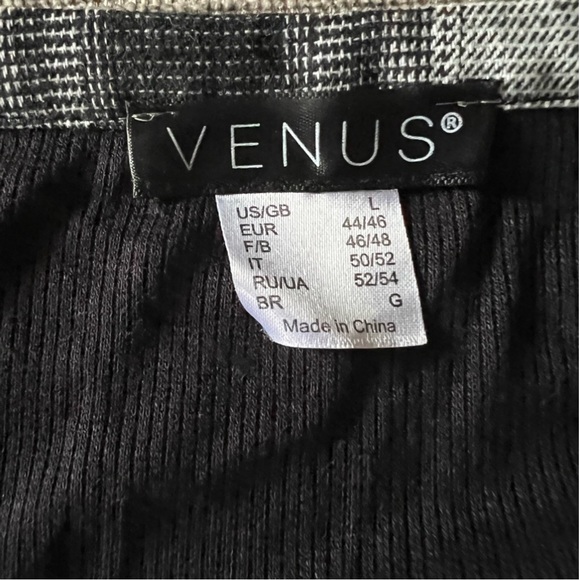 VENUS®
US/GB L
EUR 44/46
F/B 46/48
IT 50/52
RU/UA 52/54
BR G
Made in China